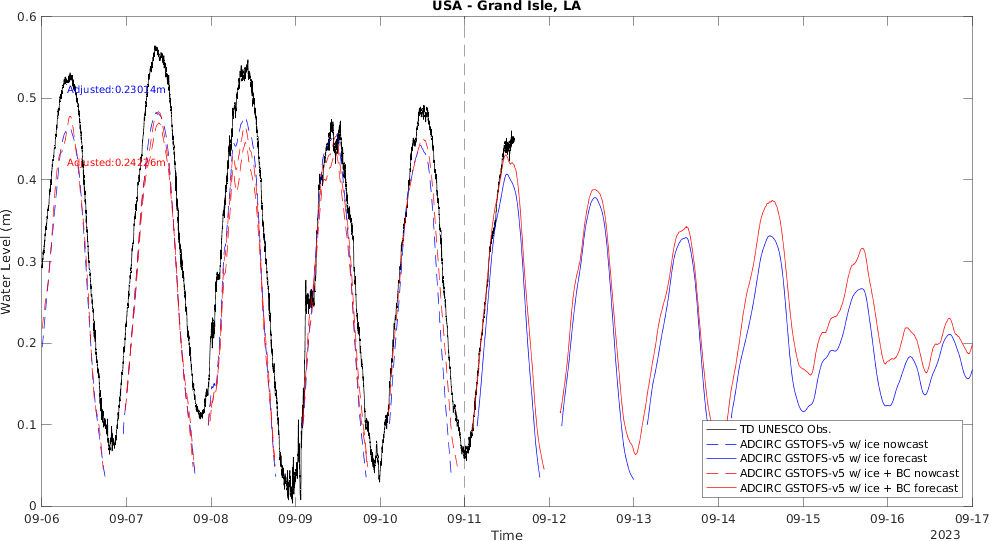 USA - Grand Isle, LA
0.6
0.5
0.4
0.3
0.2
0.1
0
Water Level (m)
Adjusted:0.23014m
Adjusted:0.24226m
TD UNESCO Obs.
ADCIRC GSTOFS-v5 w/ ice nowcast
ADCIRC GSTOFS-v5 w/ ice forecast
ADCIRC GSTOFS-v5 w/ ice + BC nowcast
ADCIRC GSTOFS-v5 w/ ice + BC forecast
09-06 09-07 09-08 09-09 09-10 09-11 09-12 09-13 09-14 09-15 09-16 09-17
Time
2023